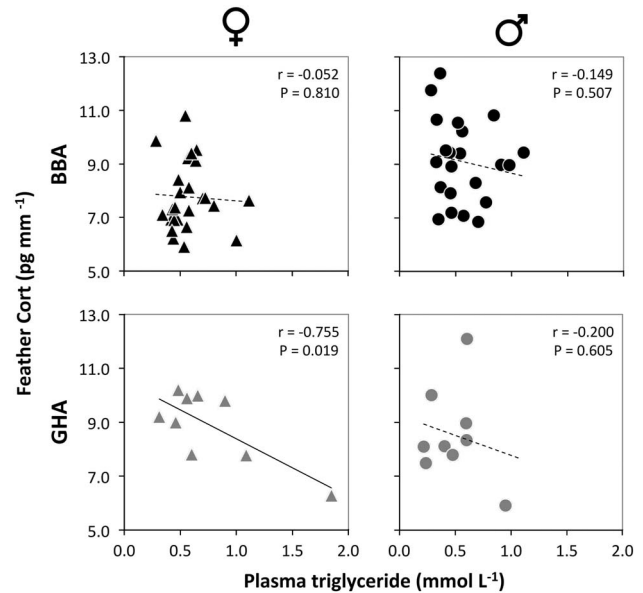 ♀ ♂
13.0
11.0
9.0
7.0
5.0
r = -0.052
P = 0.810
r = -0.149
P = 0.507
BBA
Feather Cort (pg mm -1)
13.0
11.0
9.0
7.0
5.0
r = -0.755
P = 0.019
r = -0.200
P = 0.605
GHA
0.0 0.5 1.0 1.5 2.0 0.0 0.5 1.0 1.5 2.0
Plasma triglyceride (mmol L-1)